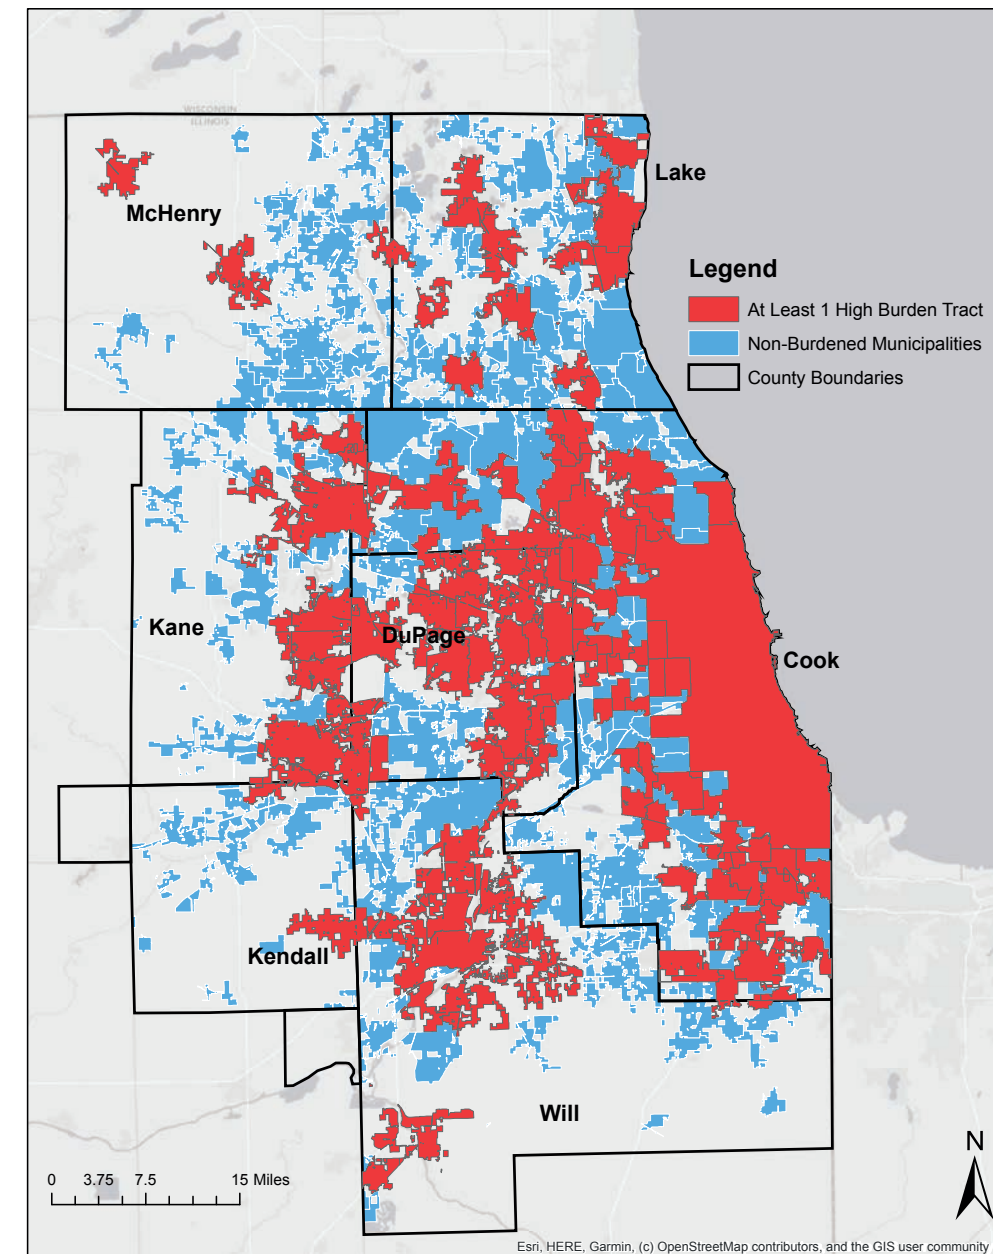 WISCONSIN
ILLINOIS
Lake
McHenry
Legend
At Least 1 High Burden Tract
Non-Burdened Municipalities
County Boundaries
Kane
DuPage
Cook
Kendall
Will
N
0 3.75 7.5 15 Miles
Esri, HERE, Garmin, (c) OpenStreetMap contributors, and the GIS user community